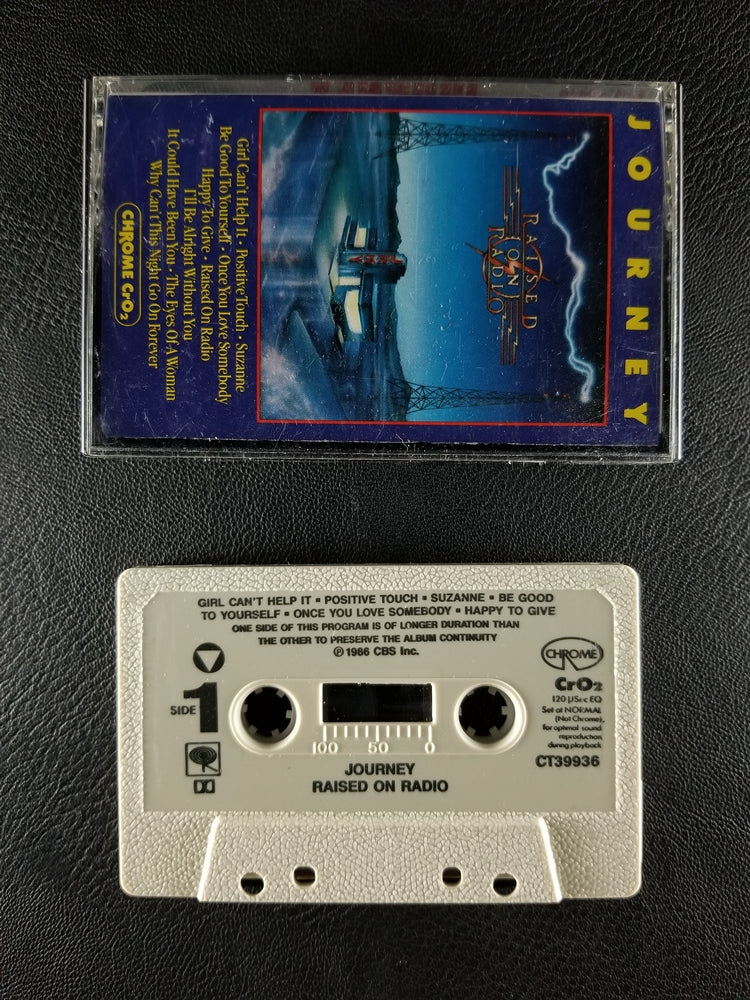 JOURNEY
RAISED
ON
RADIO
Girl Can't Help It • Positive Touch • Suzanne
Be Good To Yourself • Once You Love Somebody
Happy To Give • Raised On Radio
I'll Be Alright Without You
It Could Have Been You • The Eyes Of A Woman
Why Can't This Night Go On Forever
CHROME CrO2
GIRL CAN'T HELP IT ▪ POSITIVE TOUCH ▪ SUZANNE ▪ BE GOOD
TO YOURSELF ▪ ONCE YOU LOVE SOMEBODY ▪ HAPPY TO GIVE
ONE SIDE OF THIS PROGRAM IS OF LONGER DURATION THAN
THE OTHER TO PRESERVE THE ALBUM CONTINUITY
℗ 1986 CBS Inc.
CHROME
CrO2
120 µSec EQ
Set at NORMAL
(Not Chrome),
for optimal sound
reproduction
during playback
CT39936
SIDE 1
100 50 0
JOURNEY
RAISED ON RADIO